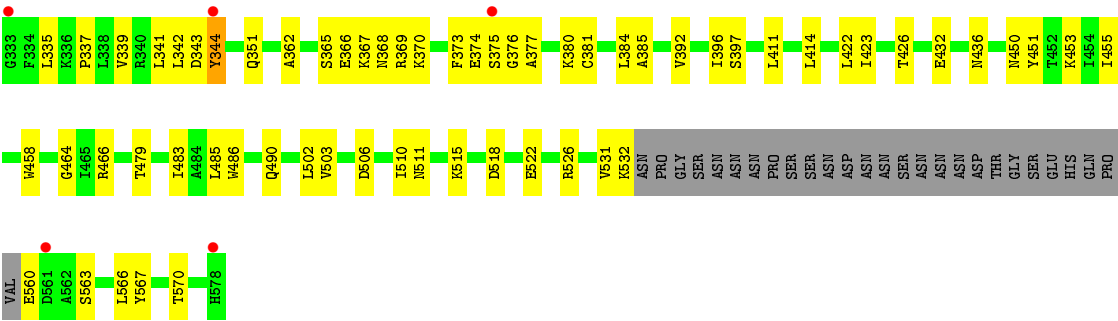 G333 F334 L335 K336 P337 L338 V339 R340 L341 L342 D343 Y344 Q351 A362 S365 E366 K367 N368 R369 K370 F373 E374 S375 G376 A377 K380 C381 L384 A385 V392 I396 S397 L411 L414 L422 I423 T426 E432 N436 N450 Y451 T452 K453 I454 I455
W458 G464 I465 R466 T479 I483 A484 L485 W486 Q490 L502 V503 D506 I510 N511 K515 D518 E522 R526 V531 K532 ASN PRO GLY SER ASN ASN ASN PRO SER SER ASN ASP ASN ASN SER ASN ASN ASN ASP THR GLY SER GLU HIS GLN PRO
VAL E560 D561 A562 S563 L566 Y567 T570 H578